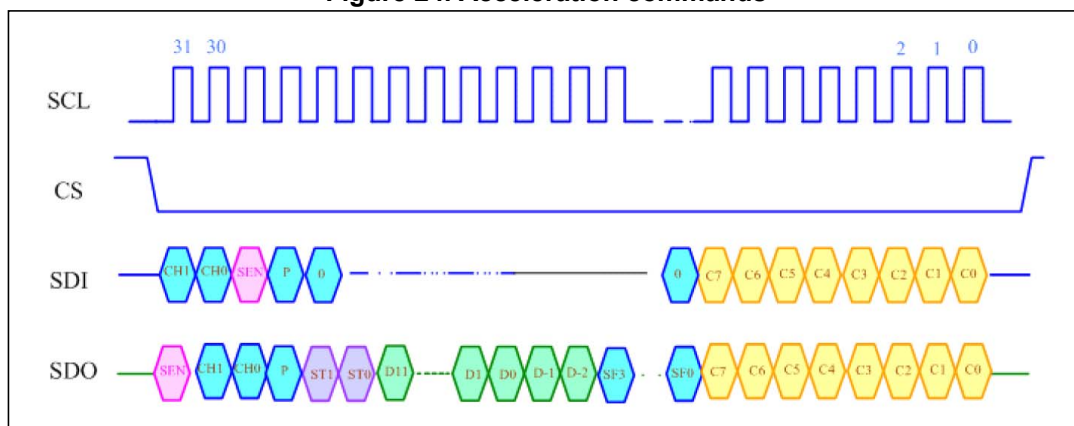 Figure 24. Acceleration commands
31 30 2 1 0
SCL
CS
SDI CH1 CH0 SEN P 0 0 C7 C6 C5 C4 C3 C2 C1 C0
SDO SEN CH1 CH0 P ST1 ST0 D11 D1 D0 D-1 D-2 SF3 SF0 C7 C6 C5 C4 C3 C2 C1 C0